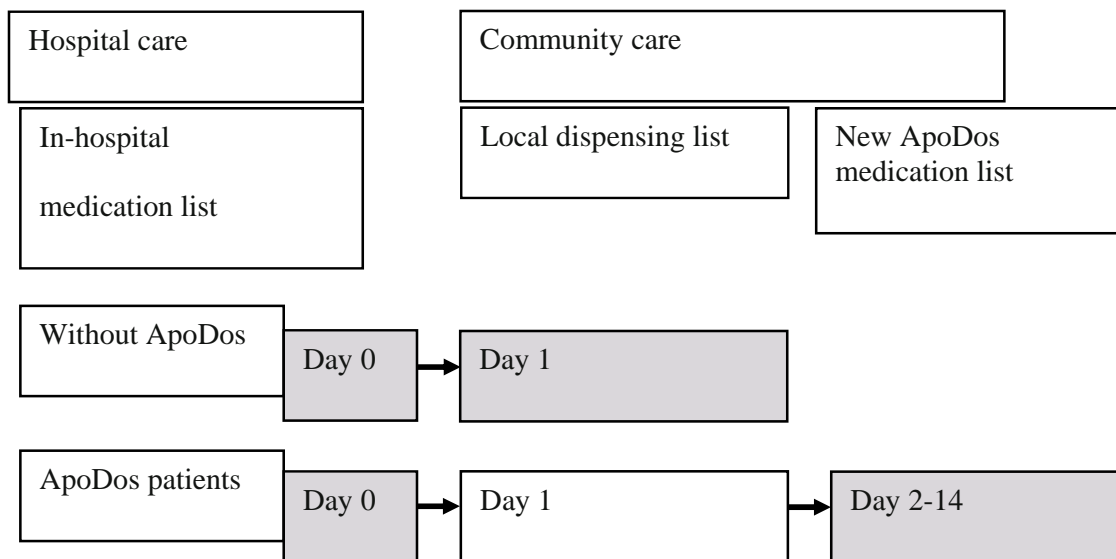 Hospital care
Community care
In-hospital
medication list
Local dispensing list
New ApoDos
medication list
Without ApoDos
Day 0
Day 1
ApoDos patients
Day 0
Day 1
Day 2-14